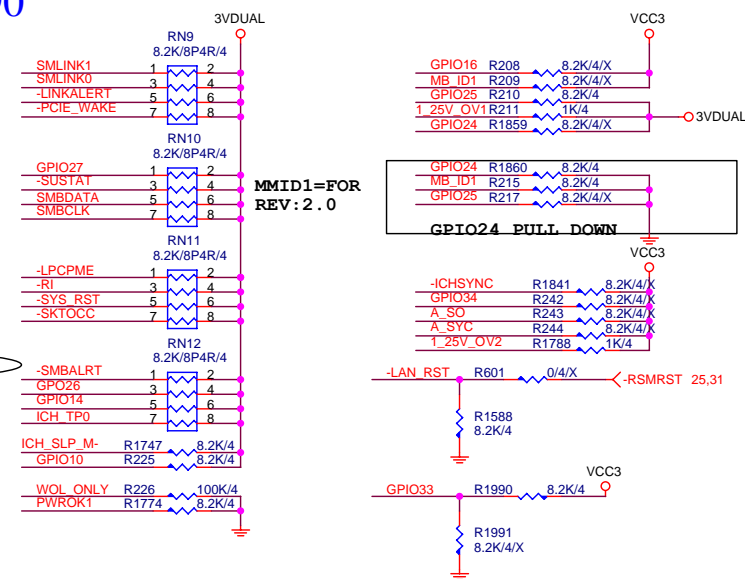 3VDUAL
RN9
8.2K/8P4R/4
SMLINK1 1 2
SMLINK0 3 4
-LINKALERT 5 6
-PCIE_WAKE 7 8
RN10
8.2K/8P4R/4
GPIO27 1 2
-SUSTAT 3 4
SMBDATA 5 6
SMBCLK 7 8
MMID1=FOR
REV:2.0
RN11
8.2K/8P4R/4
-LPCPME 1 2
-RI 3 4
-SYS_RST 5 6
-SKTOCC 7 8
RN12
8.2K/8P4R/4
-SMBALRT 1 2
GPO26 3 4
GPIO14 5 6
ICH_TP0 7 8
ICH_SLP_M- R1747 8.2K/4
GPIO10 R225 8.2K/4
WOL_ONLY R226 100K/4
PWROK1 R1774 8.2K/4
VCC3
GPIO16 R208 8.2K/4/X
MB_ID1 R209 8.2K/4/X
GPIO25 R210 8.2K/4
1_25V_OV1 R211 1K/4
3VDUAL
GPIO24 R1859 8.2K/4/X
GPIO24 R1860 8.2K/4
MB_ID1 R215 8.2K/4
GPIO25 R217 8.2K/4/X
GPIO24 PULL DOWN
VCC3
-ICHSYNC R1841 8.2K/4/X
GPIO34 R242 8.2K/4/X
A_SO R243 8.2K/4/X
A_SYC R244 8.2K/4/X
1_25V_OV2 R1788 1K/4
-LAN_RST R601 0/4/X -RSMRST 25,31
R1588
8.2K/4
VCC3
GPIO33 R1990 8.2K/4
R1991
8.2K/4/X